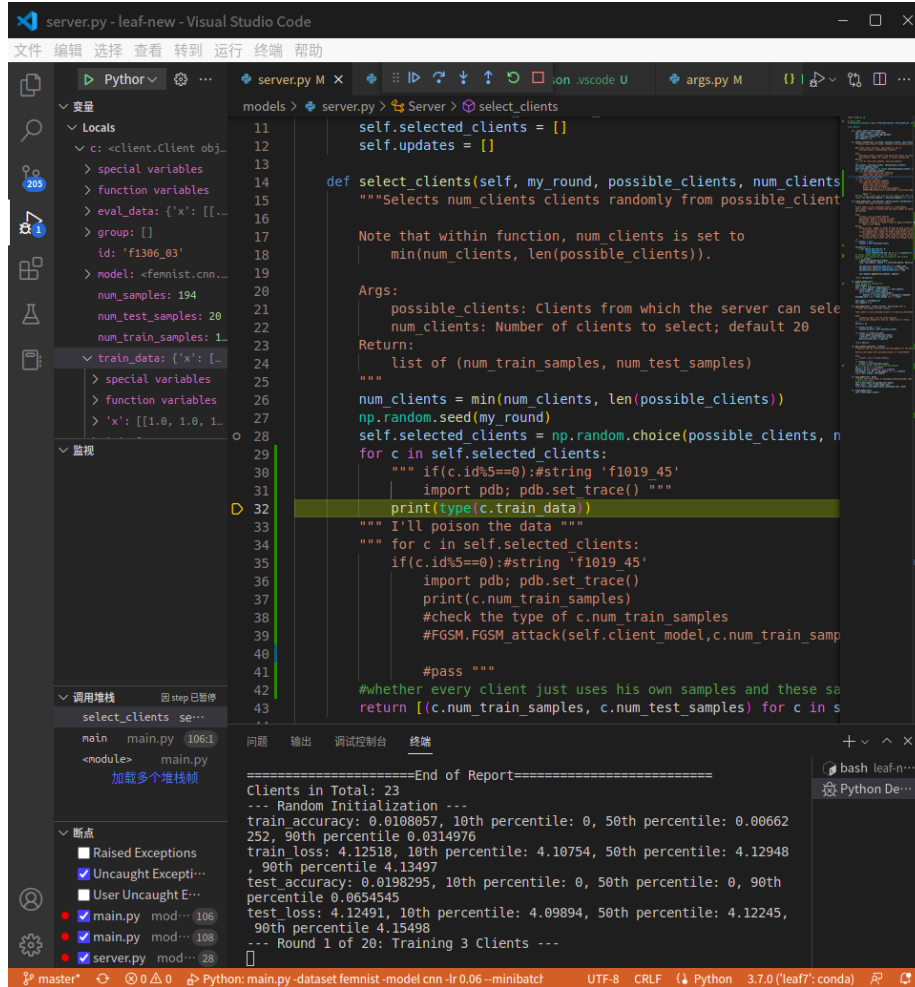 server.py - leaf-new - Visual Studio Code
文件 编辑 选择 查看 转到 运行 终端 帮助
Pythor
server.py M
son .vscode U
args.py M
models > server.py > Server > select_clients
变量
Locals
c: <client.Client obj…
special variables
function variables
eval_data: {'x': [[...
group: []
id: 'f1306_03'
model: <femnist.cnn...
num_samples: 194
num_test_samples: 20
num_train_samples: 1…
train_data: {'x': […
special variables
function variables
'x': [[1.0, 1.0, 1…
监视
调用堆栈 因 step 已暂停
select_clients se…
main main.py 106:1
<module> main.py
加载多个堆栈帧
断点
Raised Exceptions
Uncaught Excepti…
User Uncaught E…
main.py mod… 106
main.py mod… 108
server.py mod… 28
205
1
11 self.selected_clients = []
12 self.updates = []
13
14 def select_clients(self, my_round, possible_clients, num_clients
15 """Selects num_clients clients randomly from possible_client
16
17 Note that within function, num_clients is set to
18 min(num_clients, len(possible_clients)).
19
20 Args:
21 possible_clients: Clients from which the server can sele
22 num_clients: Number of clients to select; default 20
23 Return:
24 list of (num_train_samples, num_test_samples)
25 """
26 num_clients = min(num_clients, len(possible_clients))
27 np.random.seed(my_round)
28 self.selected_clients = np.random.choice(possible_clients, n
29 for c in self.selected_clients:
30 """ if(c.id%5==0):#string 'f1019_45'
31 import pdb; pdb.set_trace() """
32 print(type(c.train_data))
33 """ I'll poison the data """
34 """ for c in self.selected_clients:
35 if(c.id%5==0):#string 'f1019_45'
36 import pdb; pdb.set_trace()
37 print(c.num_train_samples)
38 #check the type of c.num_train_samples
39 #FGSM.FGSM_attack(self.client_model,c.num_train_samp
40
41 #pass """
42 #whether every client just uses his own samples and these sa
43 return [(c.num_train_samples, c.num_test_samples) for c in s
问题 输出 调试控制台 终端
======================End of Report==========================
Clients in Total: 23
--- Random Initialization ---
train_accuracy: 0.0108057, 10th percentile: 0, 50th percentile: 0.00662
252, 90th percentile 0.0314976
train_loss: 4.12518, 10th percentile: 4.10754, 50th percentile: 4.12948
, 90th percentile 4.13497
test_accuracy: 0.0198295, 10th percentile: 0, 50th percentile: 0, 90th
percentile 0.0654545
test_loss: 4.12491, 10th percentile: 4.09894, 50th percentile: 4.12245,
90th percentile 4.15498
--- Round 1 of 20: Training 3 Clients ---
bash leaf-n…
Python De…
master* 0 0 Python: main.py -dataset femnist -model cnn -lr 0.06 --minibatch UTF-8 CRLF Python 3.7.0 ('leaf7': conda)